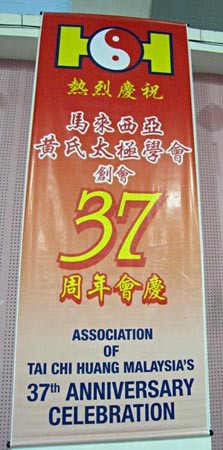 熱烈慶祝
馬來西亞
黃氏太極學會
創會
37
周年會慶
ASSOCIATION
OF
TAI CHI HUANG MALAYSIA'S
37th ANNIVERSARY
CELEBRATION